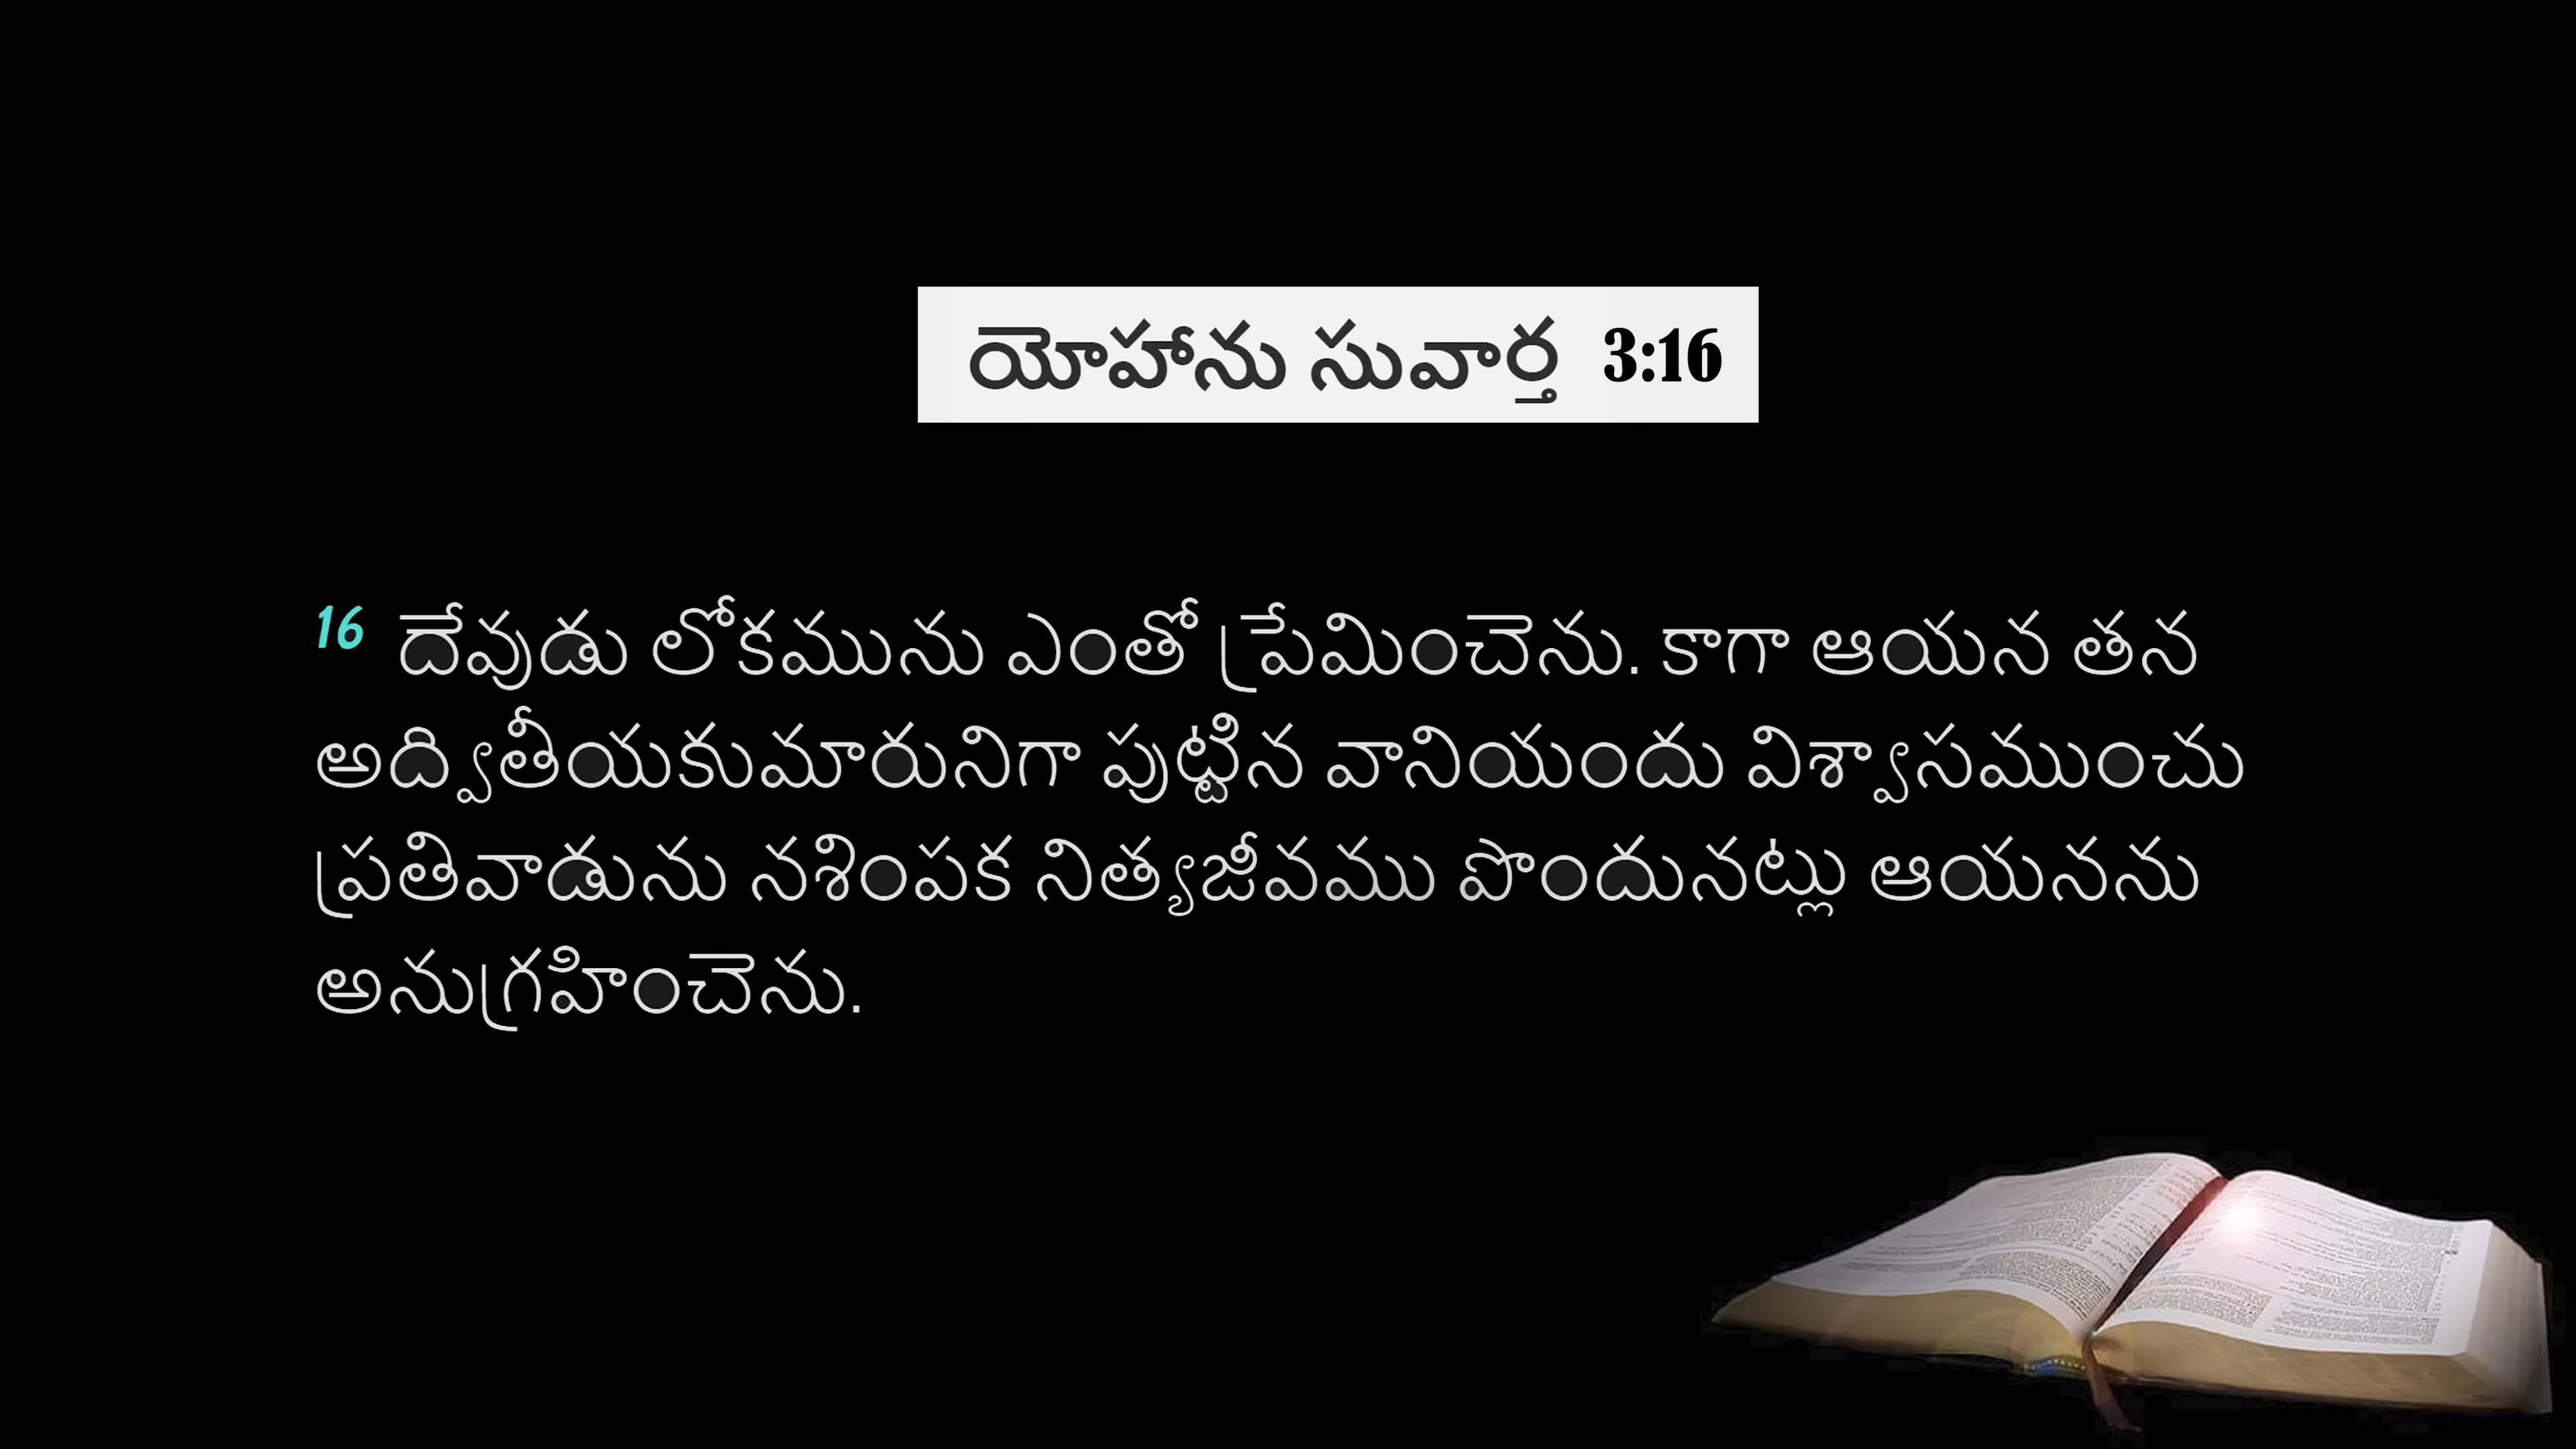 యోహాను సువార్త 3:16
16 దేవుడు లోకమును ఎంతో ప్రేమించెను. కాగా ఆయన తన
అద్వితీయకుమారునిగా పుట్టిన వానియందు విశ్వాసముంచు
ప్రతివాడును నశింపక నిత్యజీవము పొందునట్లు ఆయనను
అనుగ్రహించెను.